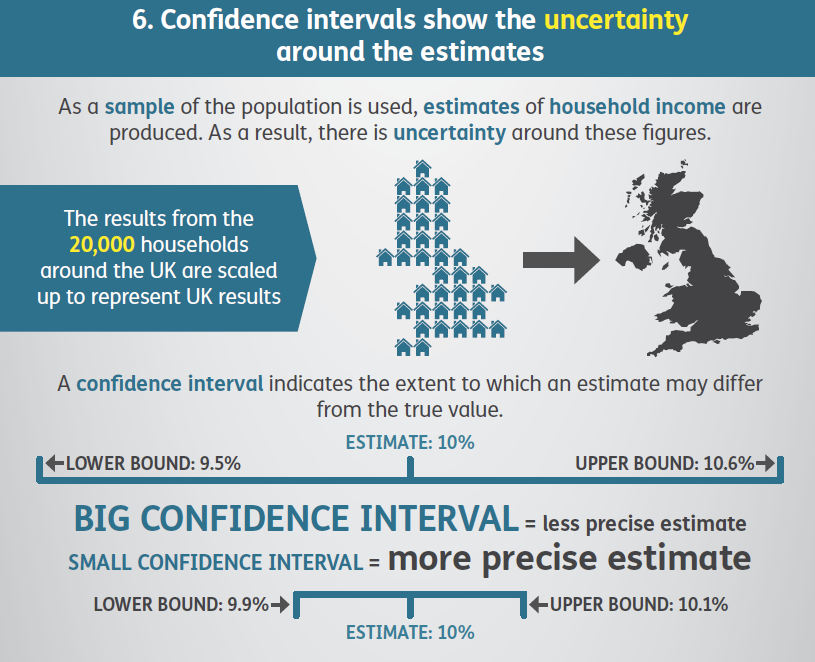 6. Confidence intervals show the uncertainty
around the estimates
As a sample of the population is used, estimates of household income are
produced. As a result, there is uncertainty around these figures.
The results from the
20,000 households
around the UK are scaled
up to represent UK results
A confidence interval indicates the extent to which an estimate may differ
from the true value.
ESTIMATE: 10%
LOWER BOUND: 9.5%
UPPER BOUND: 10.6%
BIG CONFIDENCE INTERVAL = less precise estimate
SMALL CONFIDENCE INTERVAL = more precise estimate
LOWER BOUND: 9.9%
UPPER BOUND: 10.1%
ESTIMATE: 10%